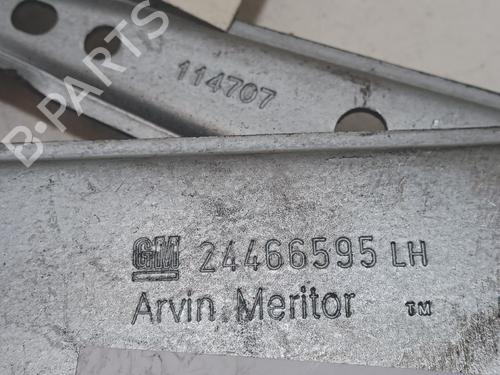 B-PARTS
114707
GM 24466595 LH
Arvin Meritor TM